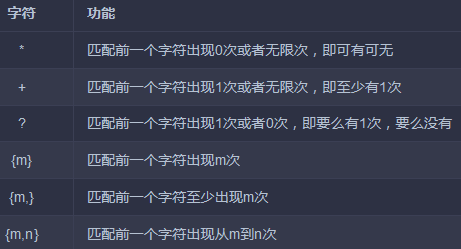 字符 功能
* 匹配前一个字符出现0次或者无限次，即可有可无
+ 匹配前一个字符出现1次或者无限次，即至少有1次
? 匹配前一个字符出现1次或者0次，即要么有1次，要么没有
{m} 匹配前一个字符出现m次
{m,} 匹配前一个字符至少出现m次
{m,n} 匹配前一个字符出现从m到n次